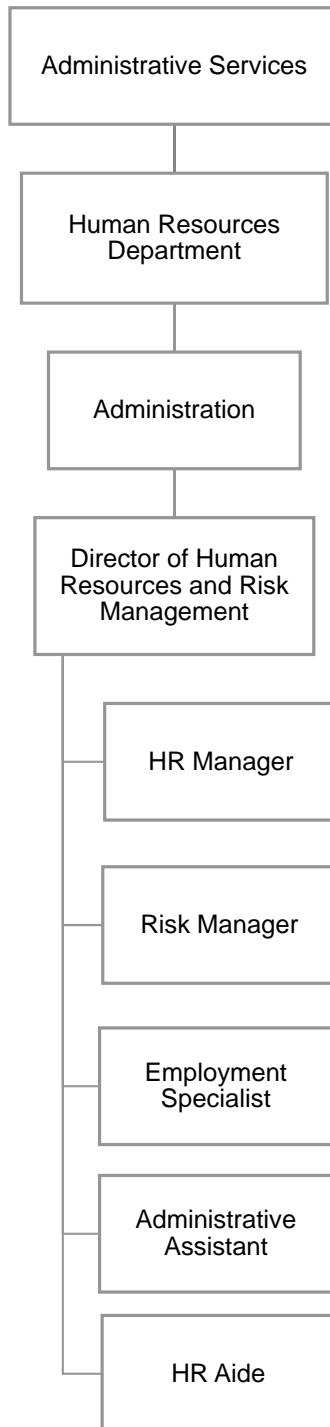 Administrative Services
Human Resources
Department
Administration
Director of Human
Resources and Risk
Management
HR Manager
Risk Manager
Employment
Specialist
Administrative
Assistant
HR Aide